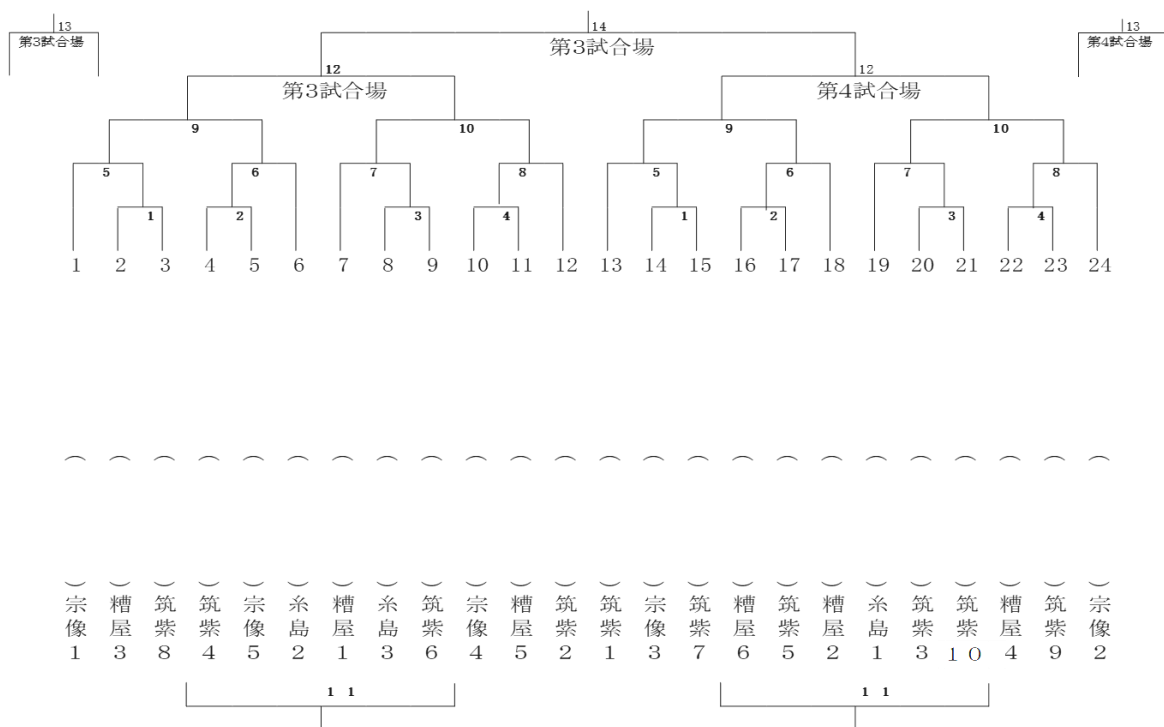 13 14 13
第3試合場 第3試合場 第4試合場
12 12
第3試合場 第4試合場
9 10 9 10
5 6 7 8 5 6 7 8
1 2 3 4 1 2 3 4
1 2 3 4 5 6 7 8 9 10 11 12 13 14 15 16 17 18 19 20 21 22 23 24
( ( ( ( ( ( ( ( ( ( ( ( ( ( ( ( ( ( ( ( ( ( ( (
) ) ) ) ) ) ) ) ) ) ) ) ) ) ) ) ) ) ) ) ) ) ) )
宗像1
糟屋3
筑紫8
筑紫4
宗像5
糸島2
糟屋1
糸島3
筑紫6
宗像4
糟屋5
筑紫2
筑紫1
宗像3
筑紫7
糟屋6
筑紫5
糟屋2
糸島1
筑紫3
筑紫10
糟屋4
筑紫9
宗像2
11 11